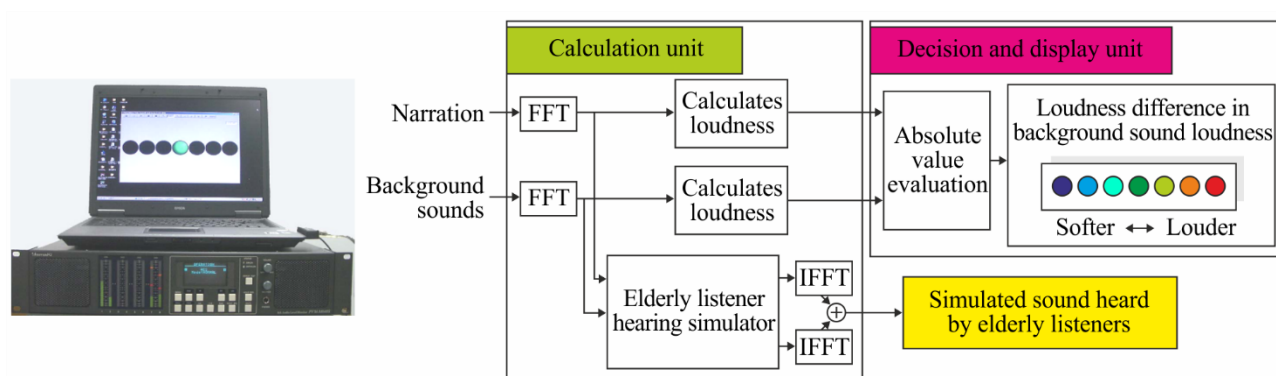 Calculation unit
Decision and display unit
Narration
FFT
Calculates
loudness
Background
sounds
FFT
Calculates
loudness
Absolute
value
evaluation
Loudness difference in
background sound loudness
Softer ↔ Louder
Elderly listener
hearing simulator
IFFT
+
IFFT
Simulated sound heard
by elderly listeners